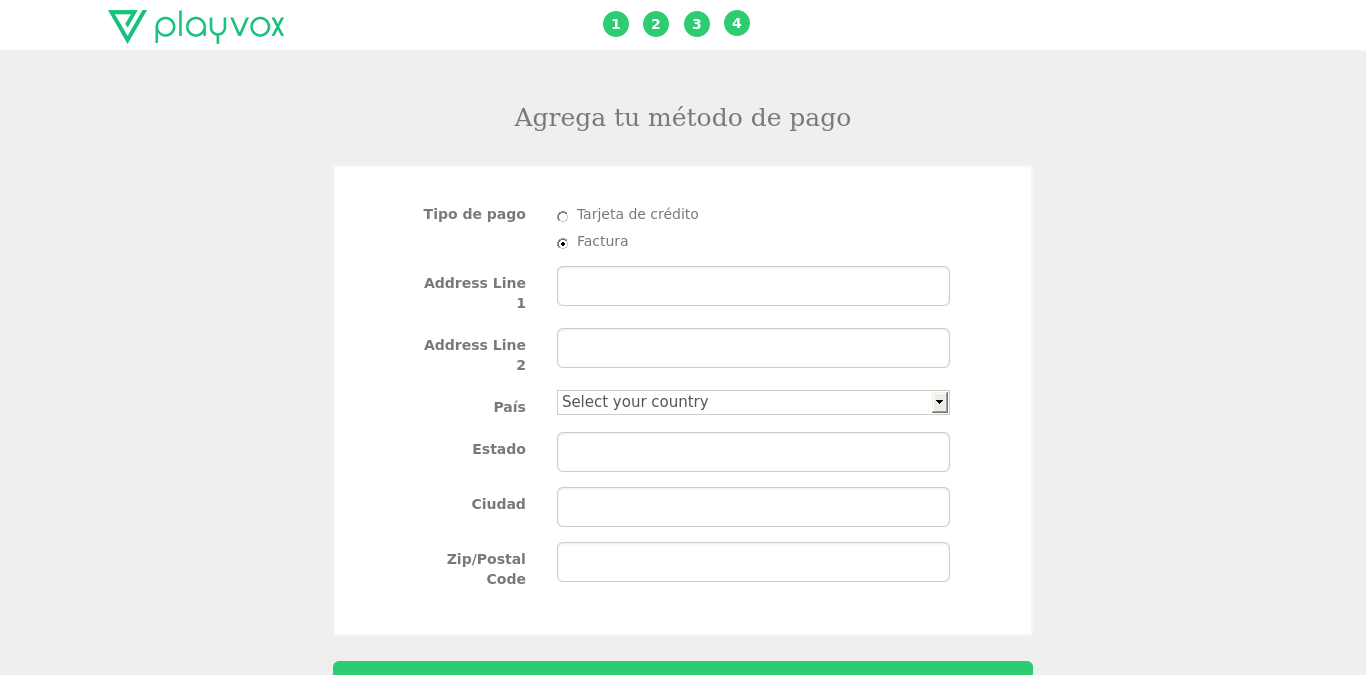 playvox
1 2 3 4
Agrega tu método de pago
Tipo de pago
Tarjeta de crédito
Factura
Address Line
1
Address Line
2
País
Select your country
Estado
Ciudad
Zip/Postal
Code